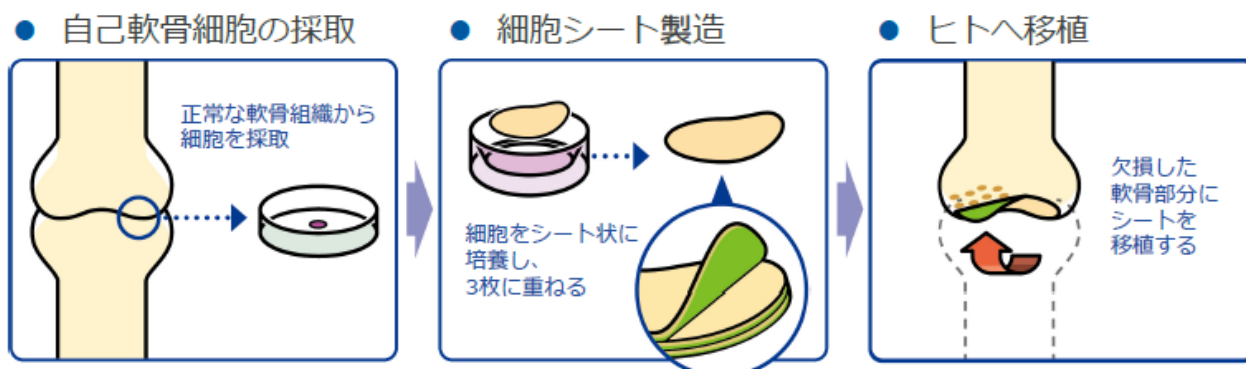 ● 自己軟骨細胞の採取
正常な軟骨組織から
細胞を採取
● 細胞シート製造
細胞をシート状に
培養し、
3枚に重ねる
● ヒトへ移植
欠損した
軟骨部分に
シートを
移植する